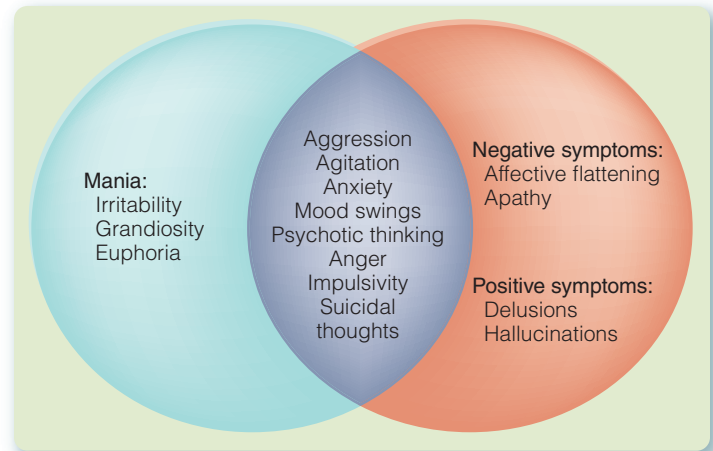 Mania:
Irritability
Grandiosity
Euphoria
Aggression
Agitation
Anxiety
Mood swings
Psychotic thinking
Anger
Impulsivity
Suicidal
thoughts
Negative symptoms:
Affective flattening
Apathy
Positive symptoms:
Delusions
Hallucinations